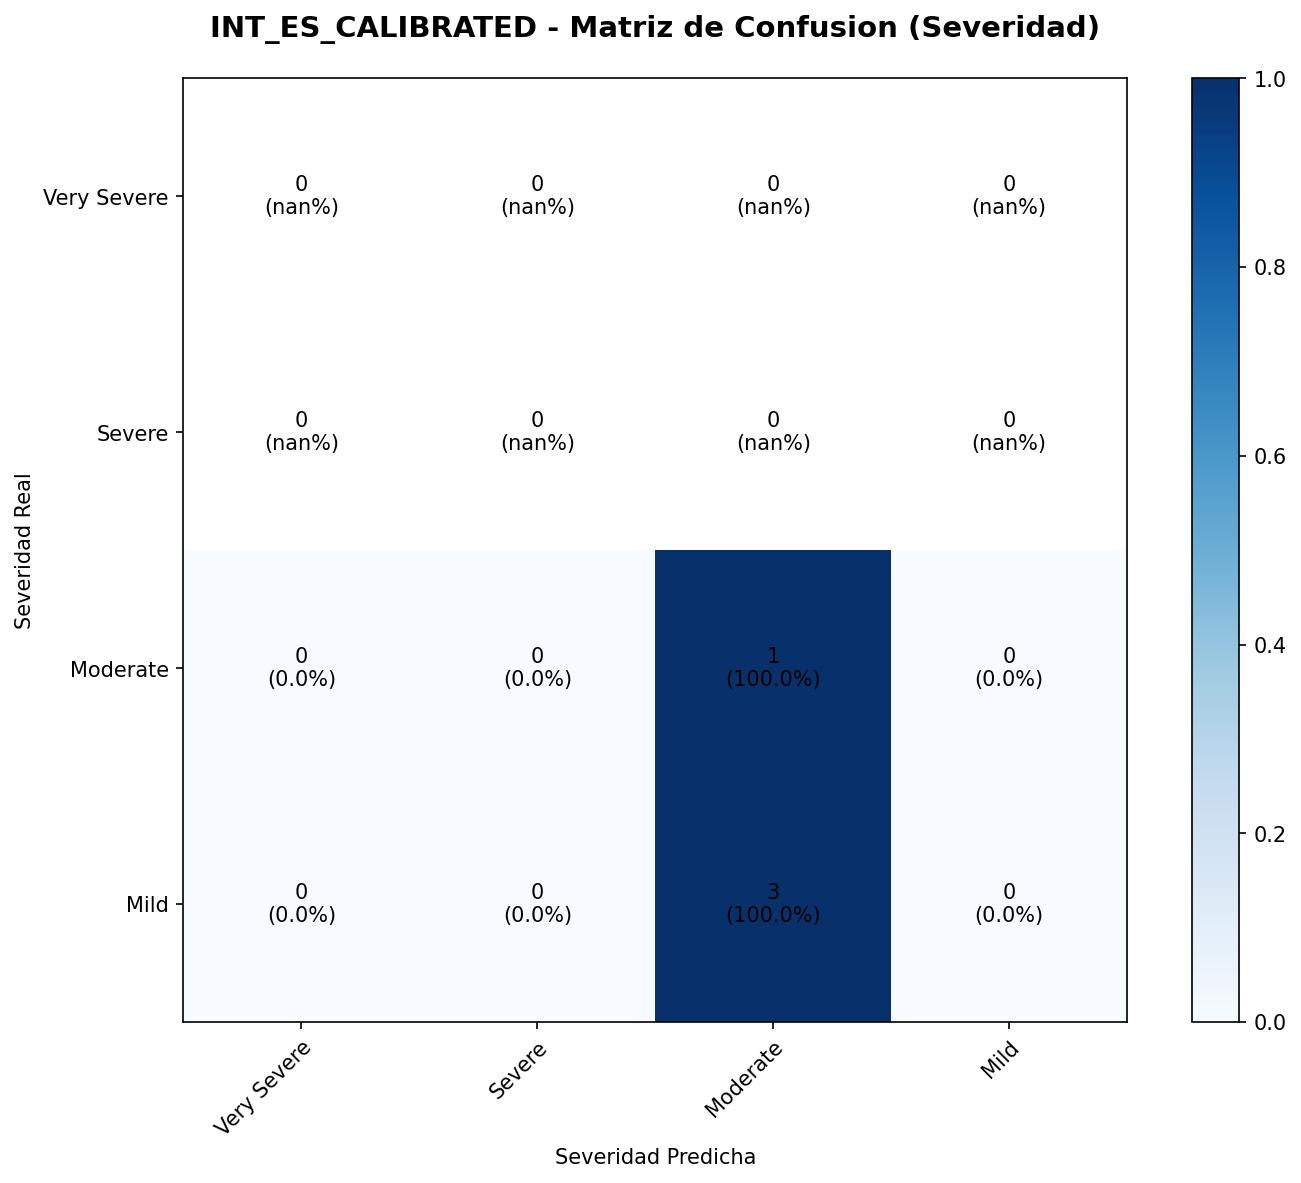 INT_ES_CALIBRATED - Matriz de Confusion (Severidad)
1.0
0.8
0.6
0.4
0.2
0.0
Severidad Real
Very Severe
0
(nan%)
0
(nan%)
0
(nan%)
0
(nan%)
Severe
0
(nan%)
0
(nan%)
0
(nan%)
0
(nan%)
Moderate
0
(0.0%)
0
(0.0%)
1
(100.0%)
0
(0.0%)
Mild
0
(0.0%)
0
(0.0%)
3
(100.0%)
0
(0.0%)
Very Severe
Severe
Moderate
Mild
Severidad Predicha